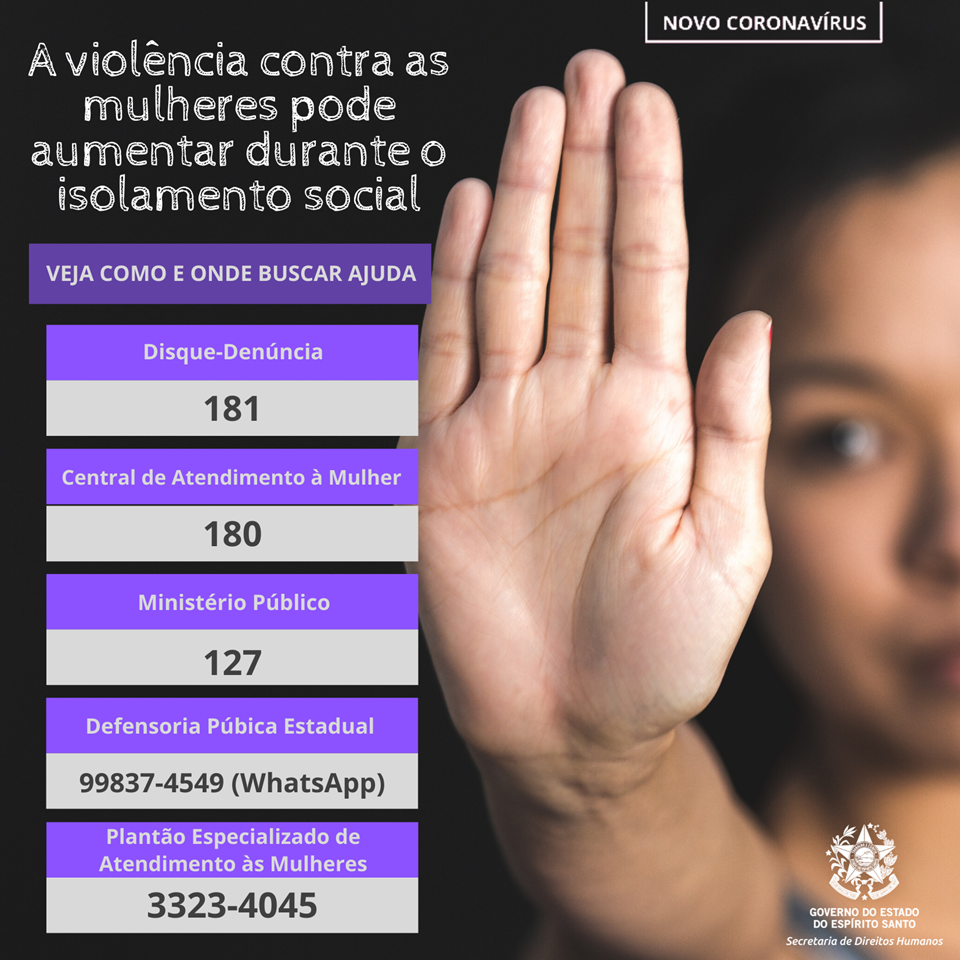 NOVO CORONAVÍRUS
A violência contra as
mulheres pode
aumentar durante o
isolamento social
VEJA COMO E ONDE BUSCAR AJUDA
Disque-Denúncia
181
Central de Atendimento à Mulher
180
Ministério Público
127
Defensoria Púbica Estadual
99837-4549 (WhatsApp)
Plantão Especializado de
Atendimento às Mulheres
3323-4045
GOVERNO DO ESTADO
DO ESPÍRITO SANTO
Secretaria de Direitos Humanos